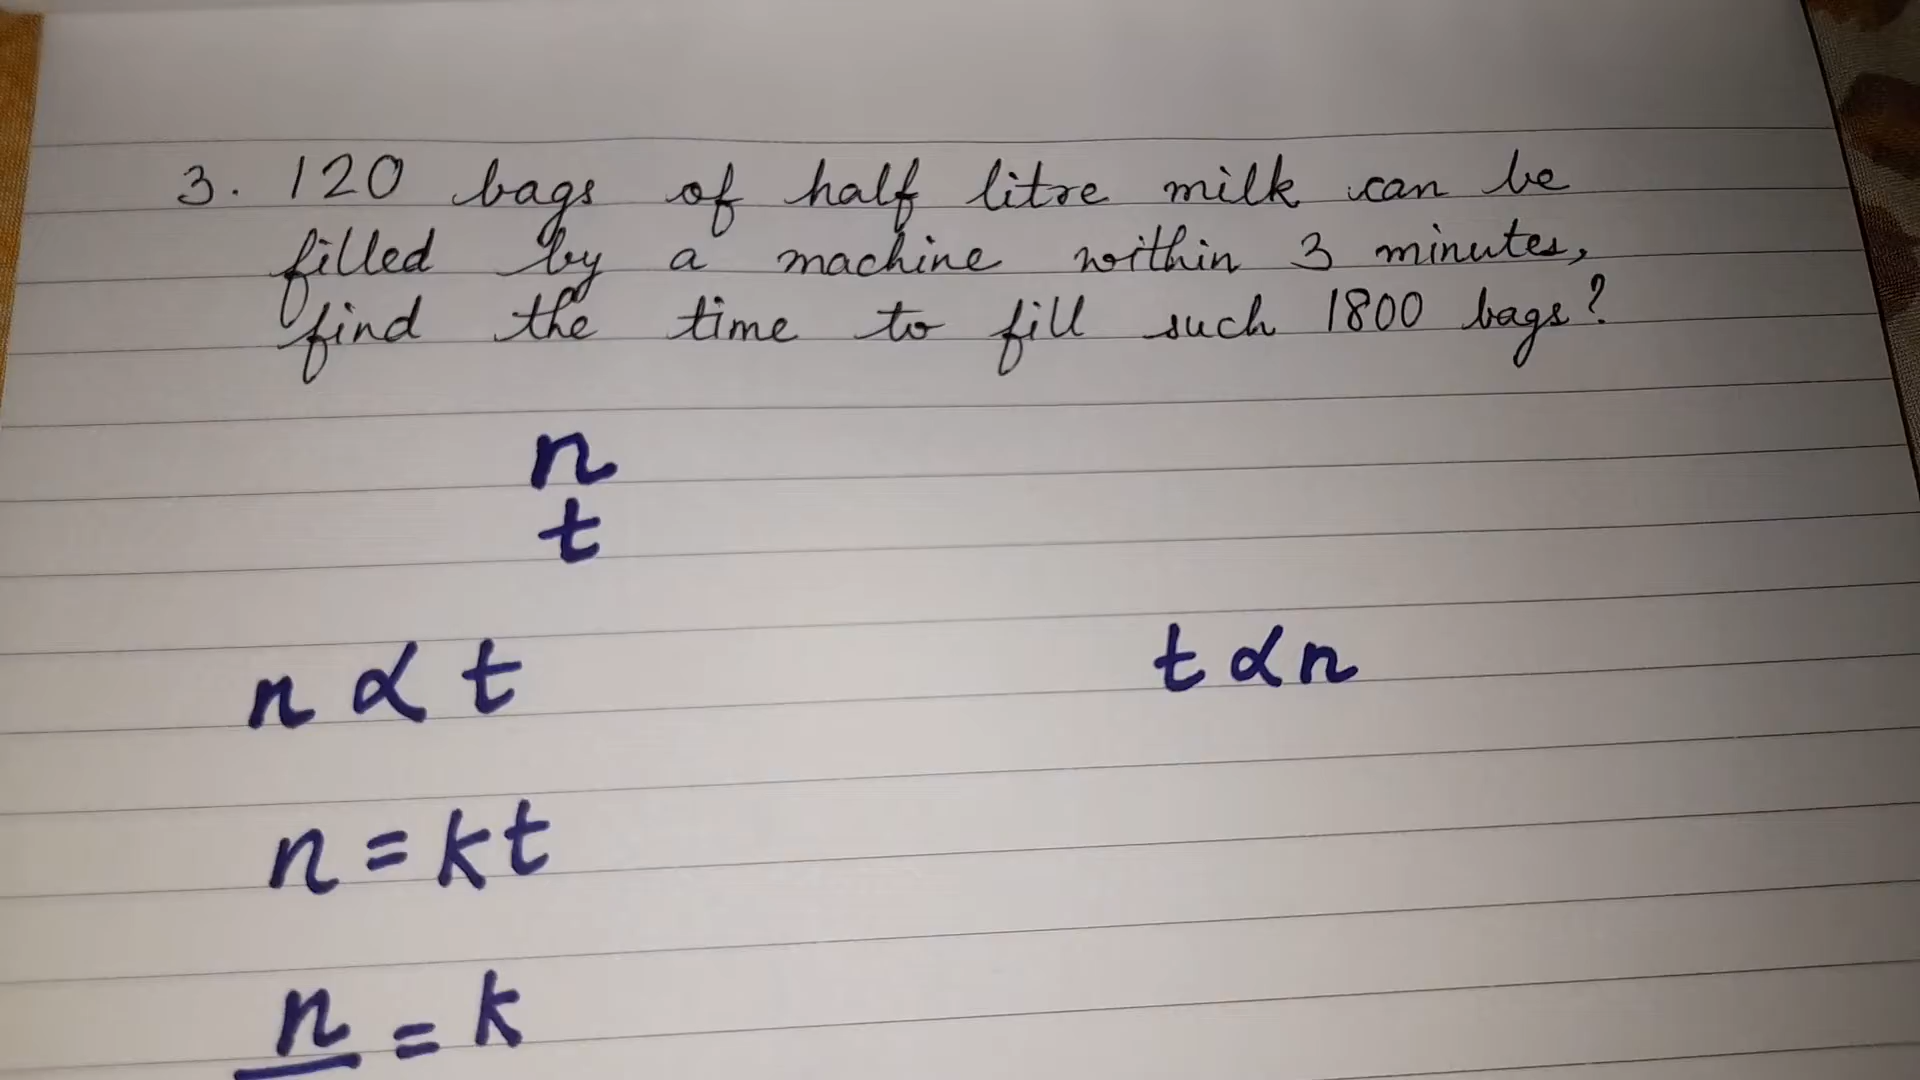 3. 120 bags of half litre milk can be
filled by a machine within 3 minutes,
find the time to fill such 1800 bags?
n
t
n ∝ t
t ∝ n
n = kt
n = k